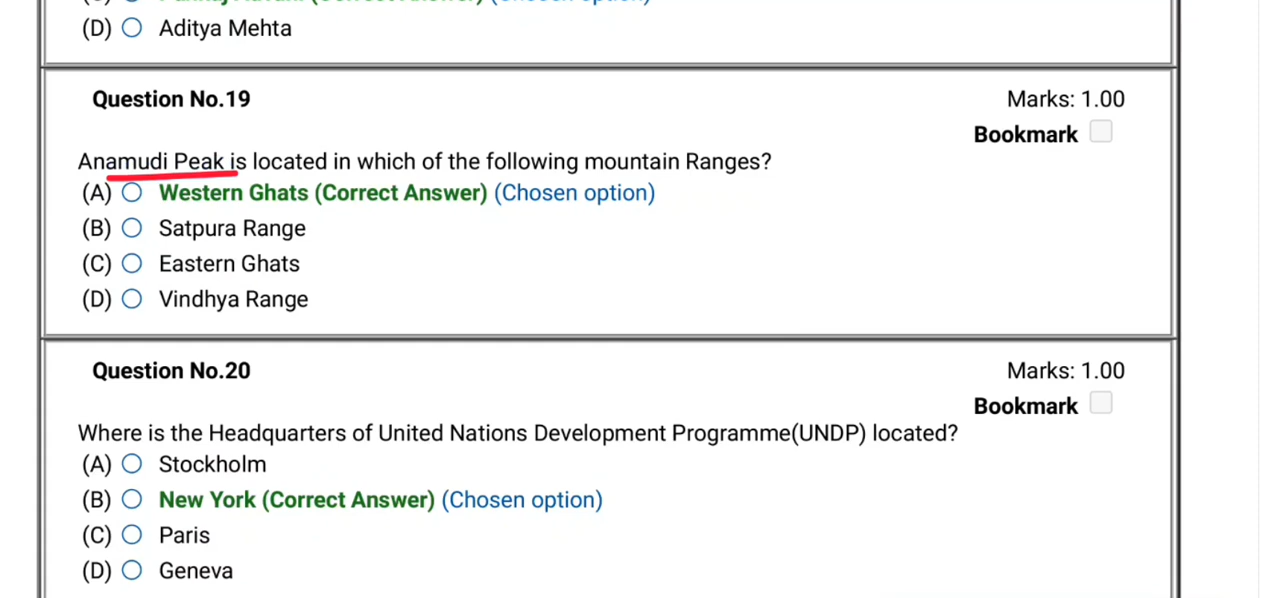 (D) Aditya Mehta
Question No.19
Marks: 1.00
Bookmark
Anamudi Peak is located in which of the following mountain Ranges?
(A) Western Ghats (Correct Answer) (Chosen option)
(B) Satpura Range
(C) Eastern Ghats
(D) Vindhya Range
Question No.20
Marks: 1.00
Bookmark
Where is the Headquarters of United Nations Development Programme(UNDP) located?
(A) Stockholm
(B) New York (Correct Answer) (Chosen option)
(C) Paris
(D) Geneva